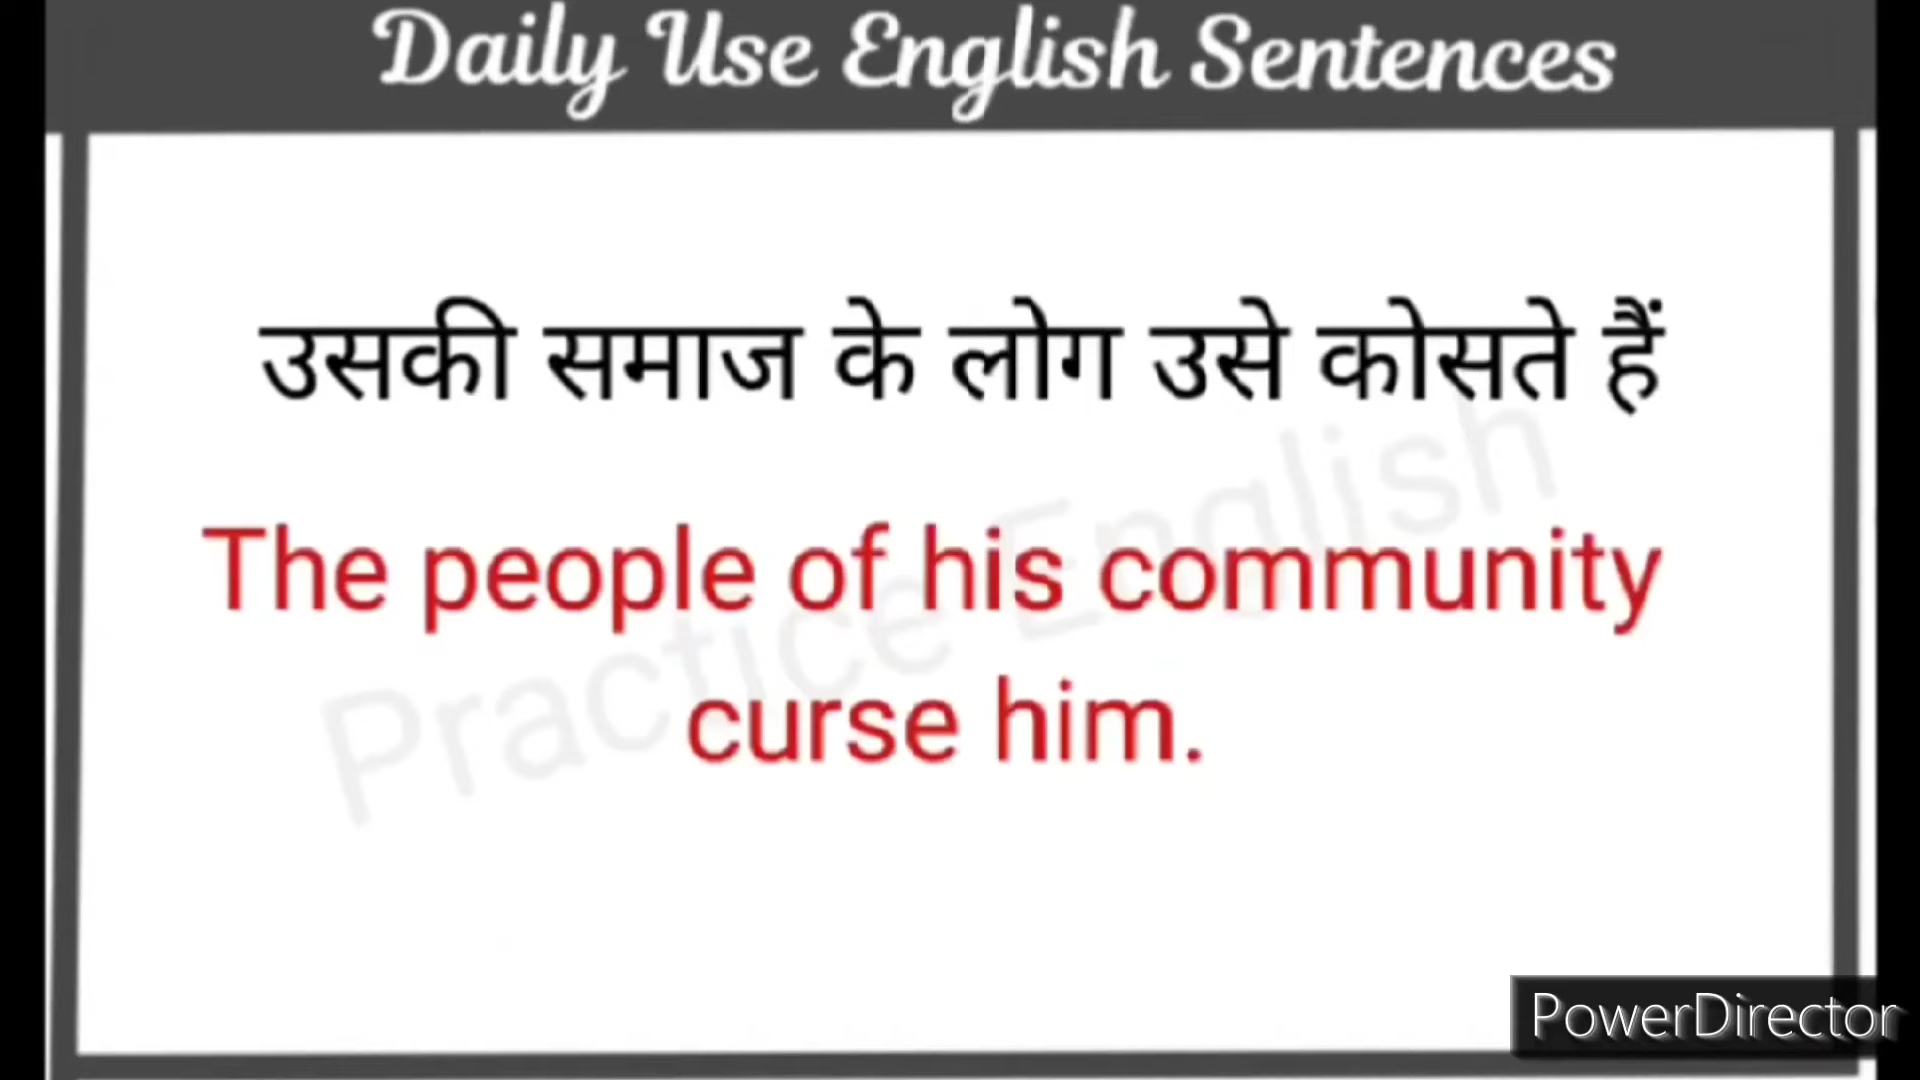 Daily Use English Sentences
उसकी समाज के लोग उसे कोसते हैं
The people of his community
curse him.
Practice English
PowerDirector